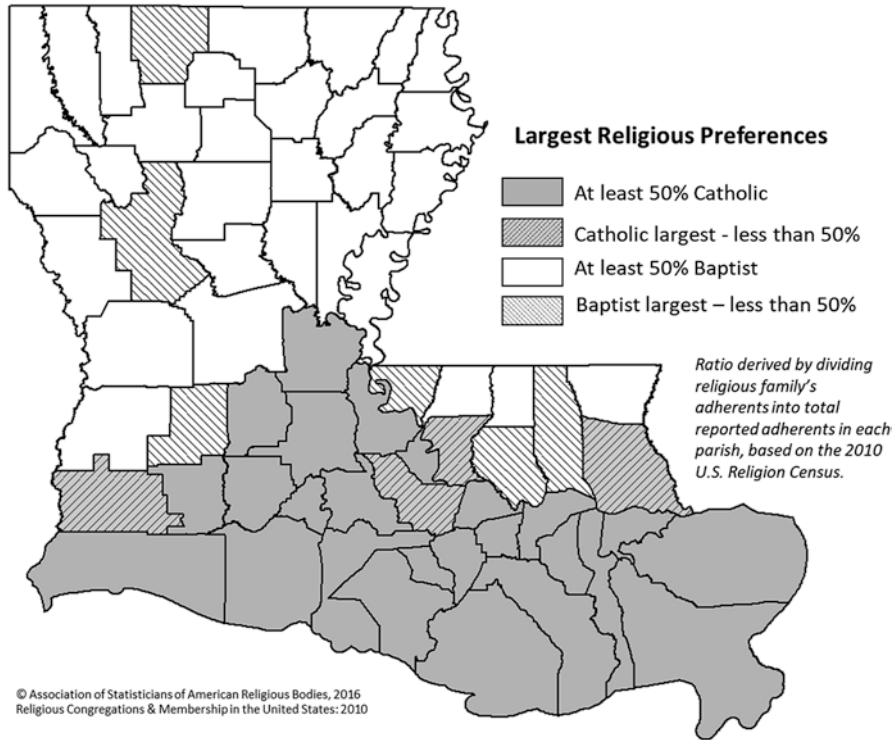 Largest Religious Preferences
At least 50% Catholic
Catholic largest - less than 50%
At least 50% Baptist
Baptist largest – less than 50%
Ratio derived by dividing
religious family's
adherents into total
reported adherents in each
parish, based on the 2010
U.S. Religion Census.
© Association of Statisticians of American Religious Bodies, 2016
Religious Congregations & Membership in the United States: 2010